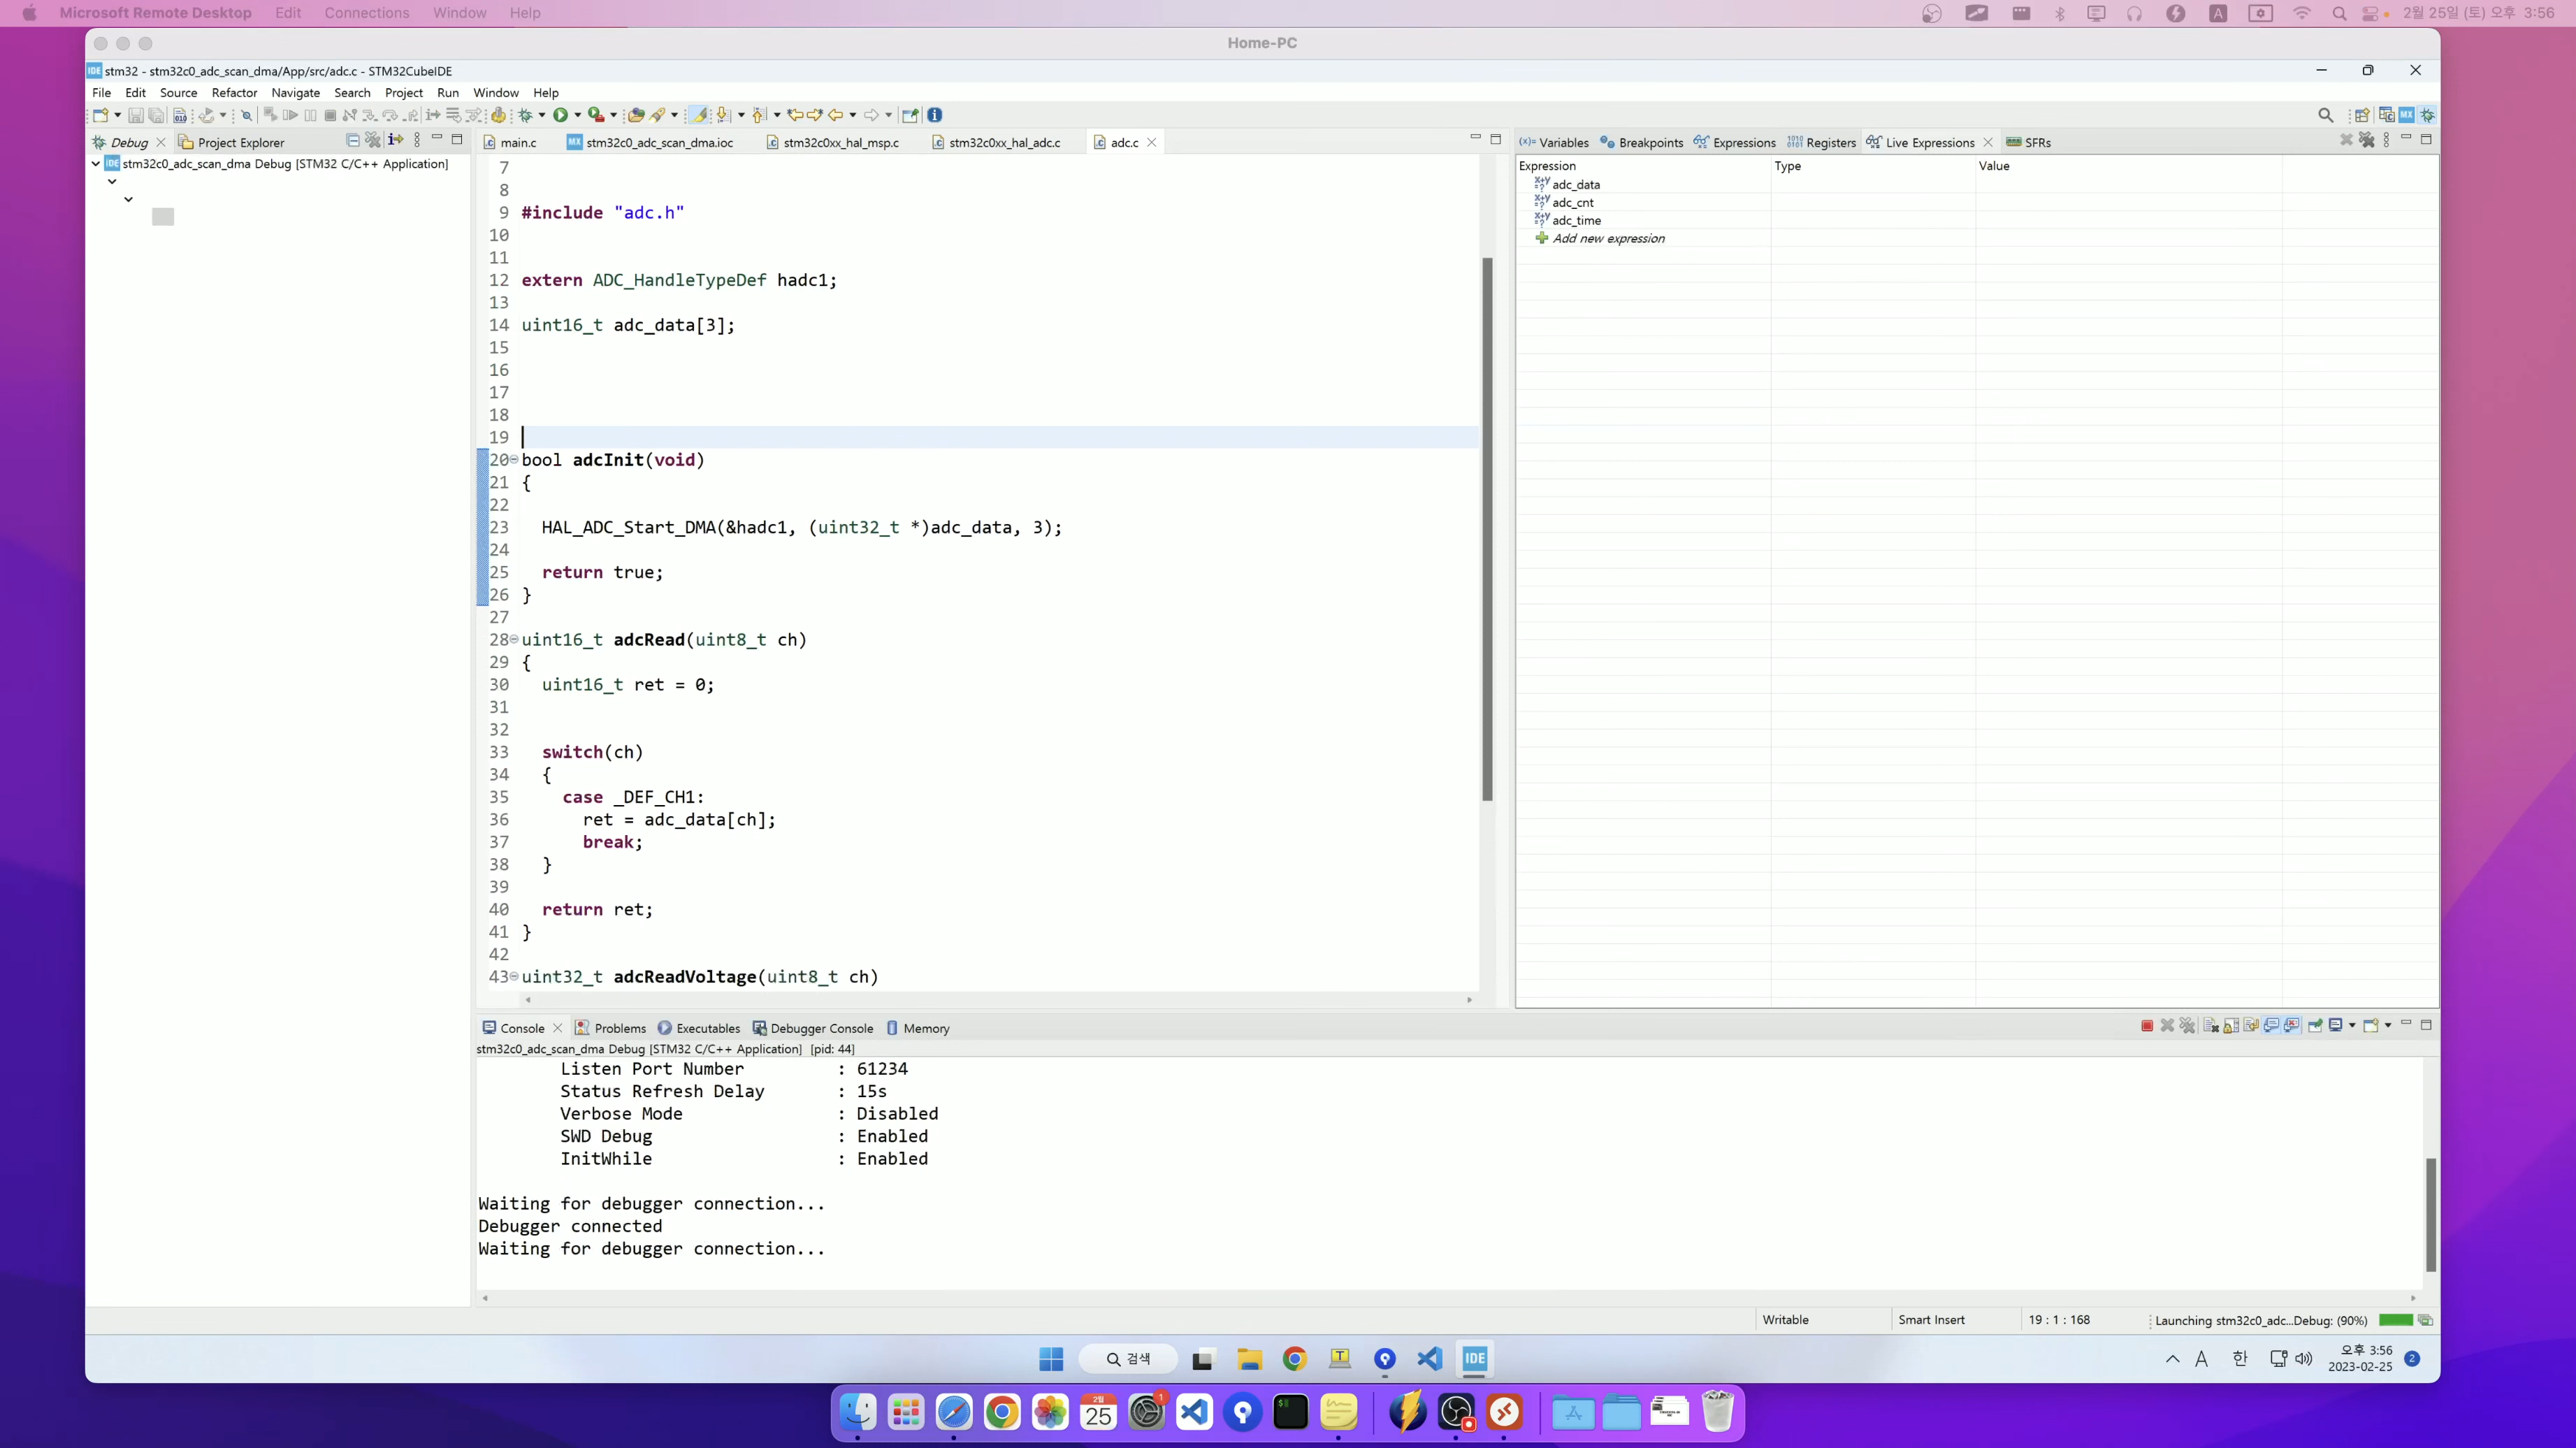 Microsoft Remote Desktop Edit Connections Window Help A 2월 25일 (토) 오후 3:56
Home-PC
IDE stm32 - stm32c0_adc_scan_dma/App/src/adc.c - STM32CubeIDE
File Edit Source Refactor Navigate Search Project Run Window Help
Debug Project Explorer
IDE stm32c0_adc_scan_dma Debug [STM32 C/C++ Application]
main.c MX stm32c0_adc_scan_dma.ioc stm32c0xx_hal_msp.c stm32c0xx_hal_adc.c adc.c
7
8
9 #include "adc.h"
10
11
12 extern ADC_HandleTypeDef hadc1;
13
14 uint16_t adc_data[3];
15
16
17
18
19
20 bool adcInit(void)
21 {
22
23 HAL_ADC_Start_DMA(&hadc1, (uint32_t *)adc_data, 3);
24
25 return true;
26 }
27
28 uint16_t adcRead(uint8_t ch)
29 {
30 uint16_t ret = 0;
31
32
33 switch(ch)
34 {
35 case _DEF_CH1:
36 ret = adc_data[ch];
37 break;
38 }
39
40 return ret;
41 }
42
43 uint32_t adcReadVoltage(uint8_t ch)
(x)= Variables Breakpoints Expressions Registers Live Expressions SFRs
Expression Type Value
adc_data
adc_cnt
adc_time
Add new expression
Console Problems Executables Debugger Console Memory
stm32c0_adc_scan_dma Debug [STM32 C/C++ Application] [pid: 44]
Listen Port Number : 61234
Status Refresh Delay : 15s
Verbose Mode : Disabled
SWD Debug : Enabled
InitWhile : Enabled
Waiting for debugger connection...
Debugger connected
Waiting for debugger connection...
Writable Smart Insert 19 : 1 : 168 Launching stm32c0_adc...Debug: (90%)
검색 T IDE A 한 오후 3:56
2023-02-25 2
2월
25 1